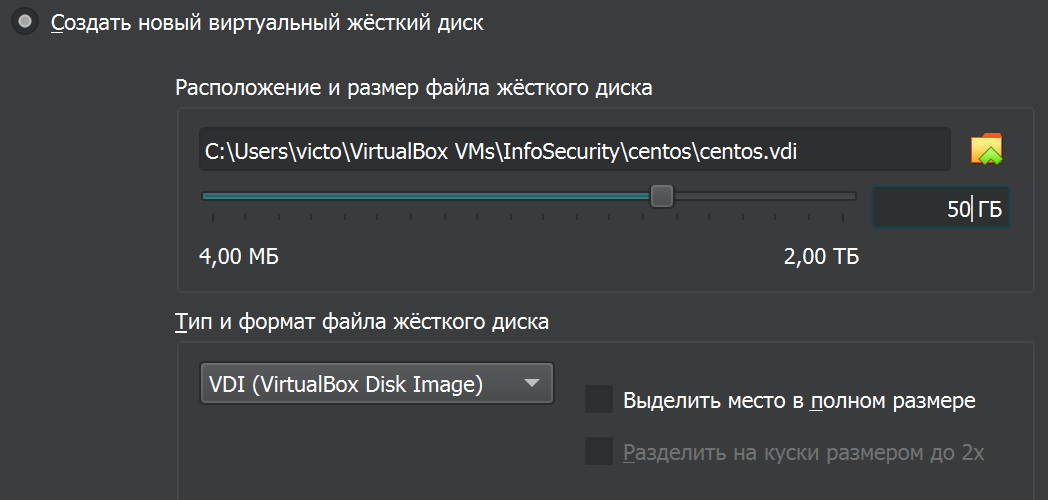 Создать новый виртуальный жёсткий диск
Расположение и размер файла жёсткого диска
C:\Users\victo\VirtualBox VMs\InfoSecurity\centos\centos.vdi
50 ГБ
4,00 МБ 2,00 ТБ
Тип и формат файла жёсткого диска
VDI (VirtualBox Disk Image)
Выделить место в полном размере
Разделить на куски размером до 2х